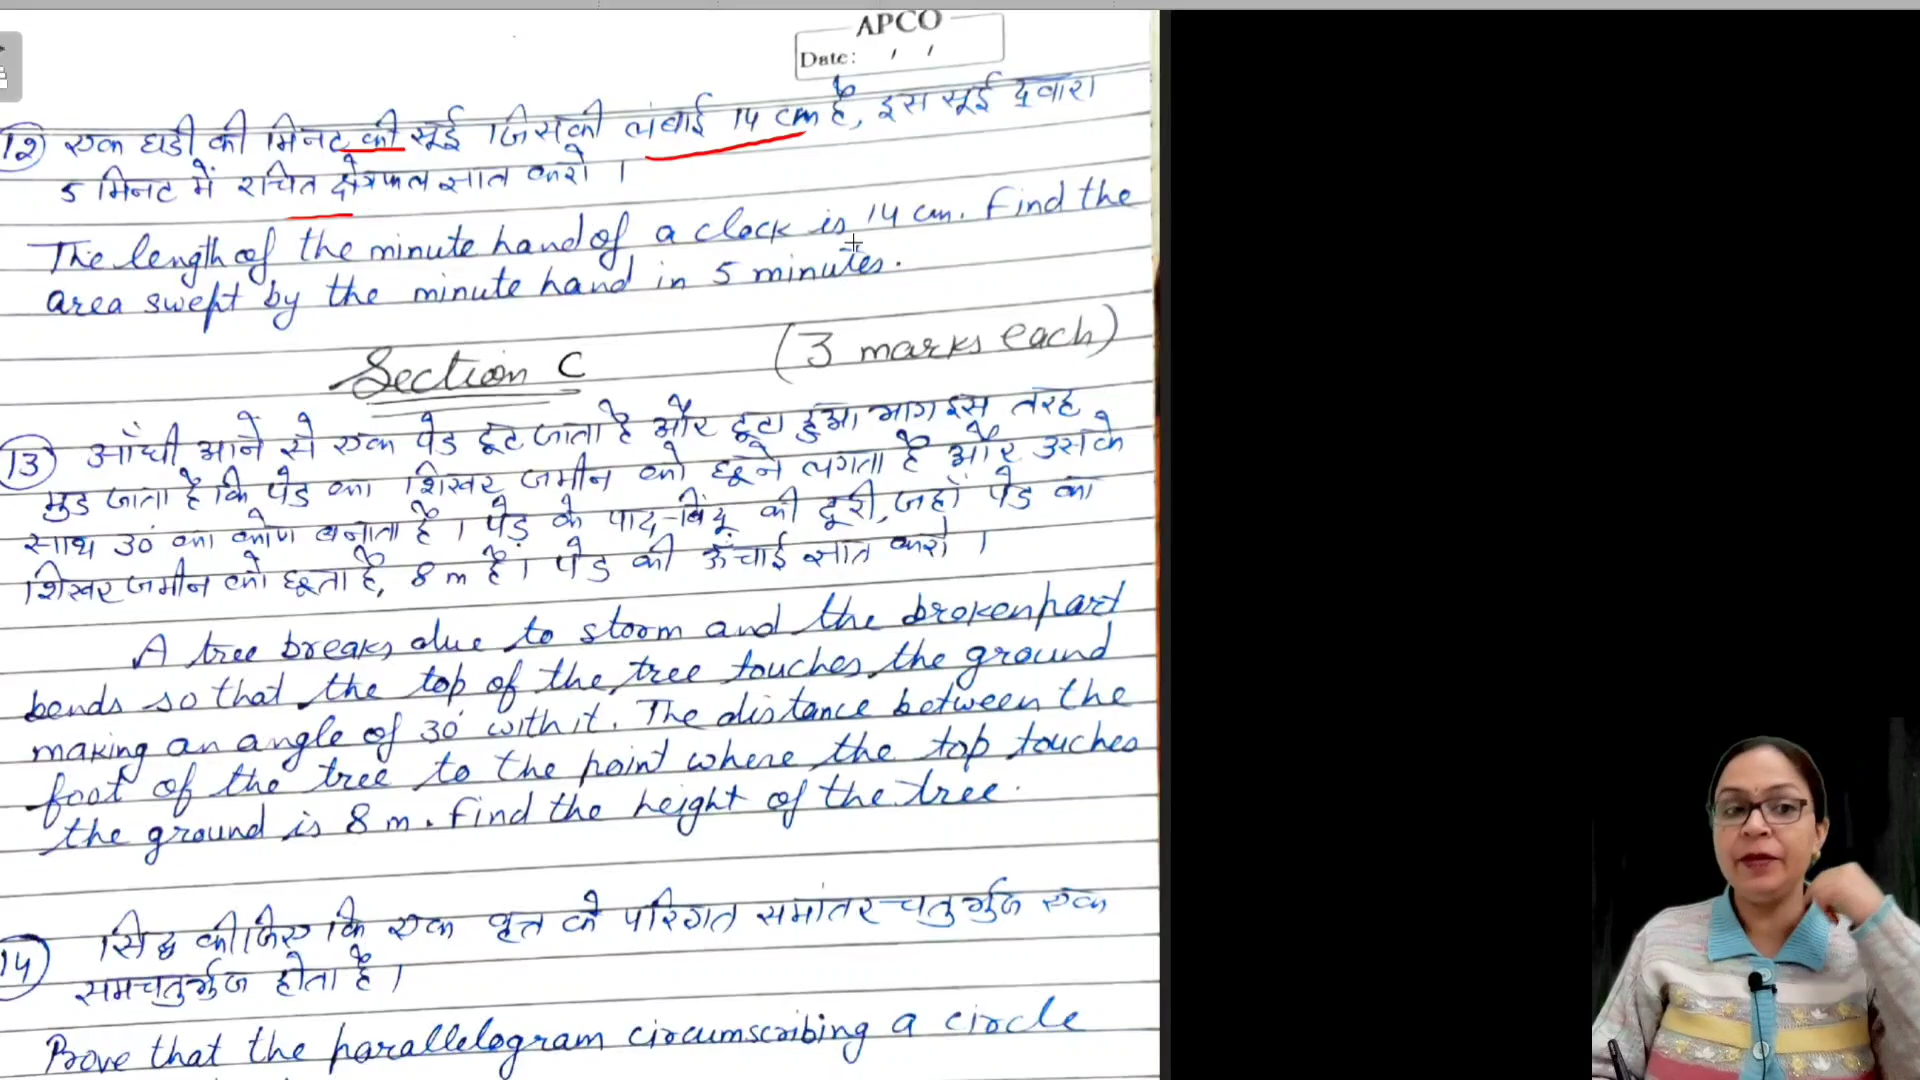 APCO
Date: / /
12 एक घडी की मिनट की सूई जिसकी लंबाई 14 cm है, इस सूई द्वारा
5 मिनट में रचित क्षेत्रफल ज्ञात करो ।
The length of the minute hand of a clock is 14 cm. Find the
area swept by the minute hand in 5 minutes.
Section C (3 marks each)
13 आँधी आने से एक पेड टूट जाता है और टूटा हुआ भाग इस तरह
मुड जाता है कि पेड का शिखर जमीन को छूने लगता है और उसके
साथ 30° का कोण बनाता है । पेड़ के पाद-बिंदू की दूरी, जहाँ पेड का
शिखर जमीन को छूता है, 8 m है। पेड की ऊँचाई ज्ञात करो ।
A tree breaks due to storm and the broken part
bends so that the top of the tree touches the ground
making an angle of 30° with it. The distance between the
foot of the tree to the point where the top touches
the ground is 8 m. Find the height of the tree.
14 सिद्ध कीजिए कि एक वृत्त के परिगत समांतर चतुर्भुज एक
समचतुर्भुज होता है ।
Prove that the parallelogram circumscribing a circle